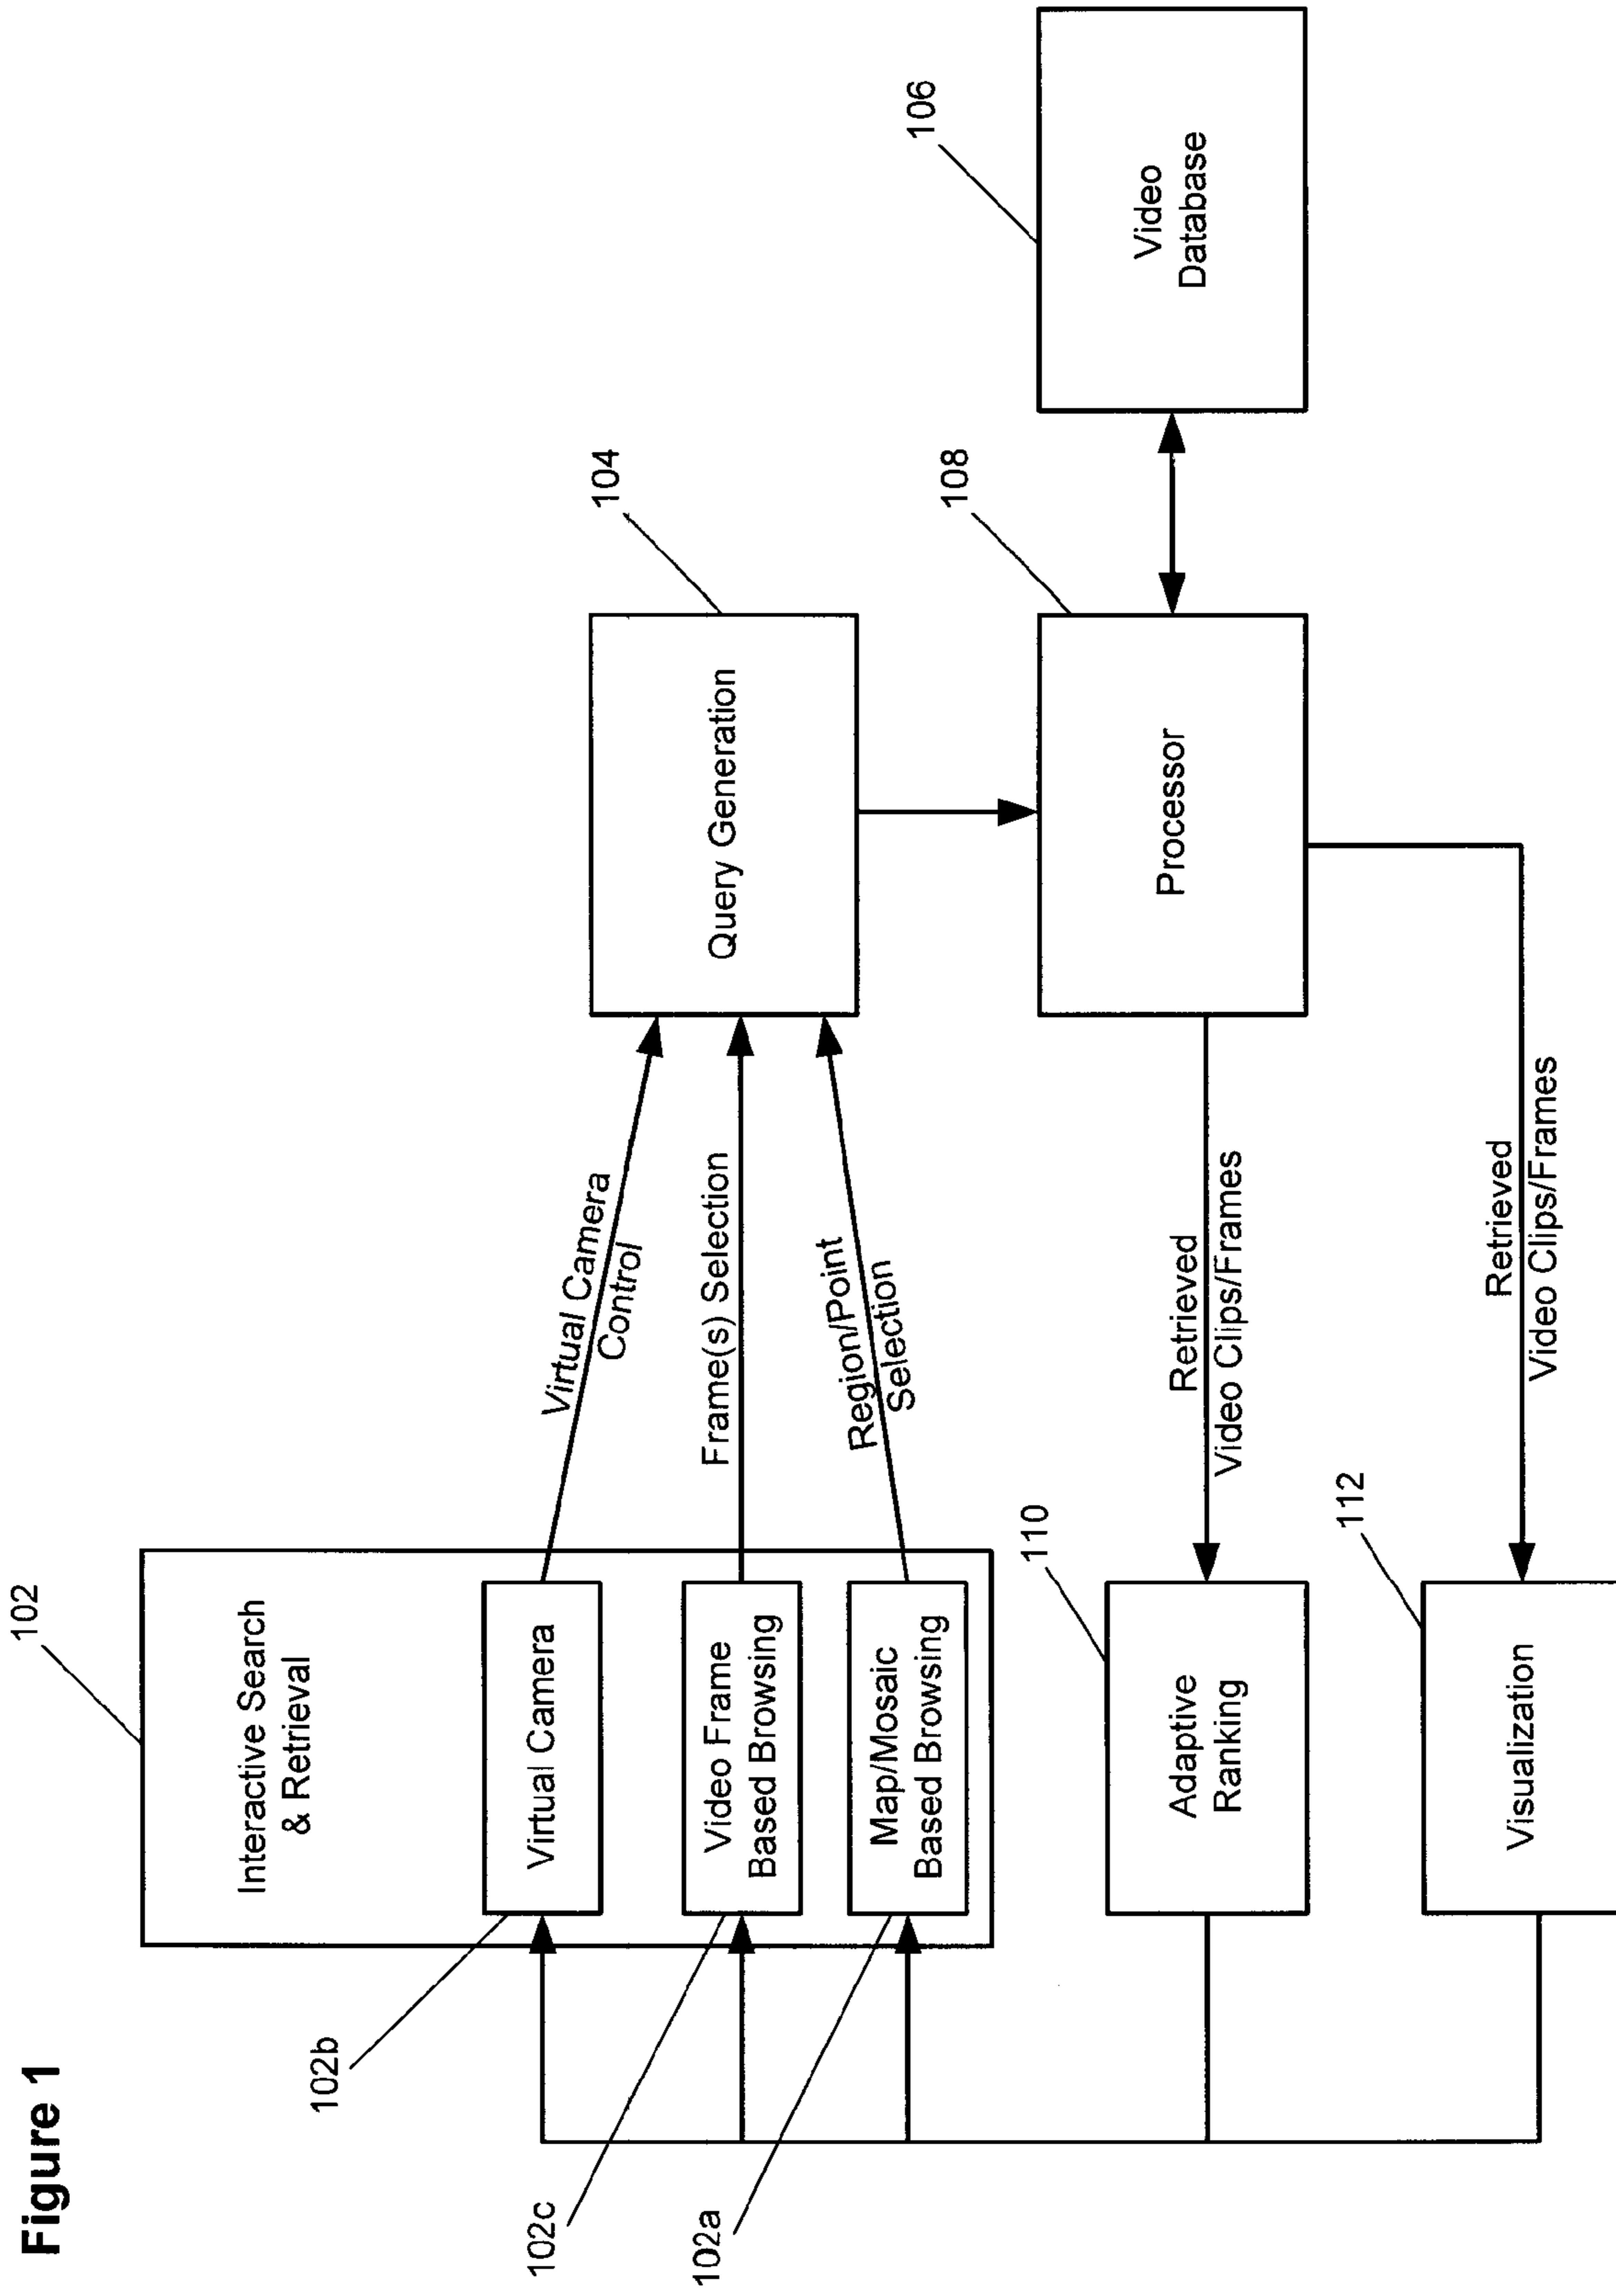 Figure 1
102
Interactive Search
& Retrieval
102b
Virtual Camera
102c
Video Frame
Based Browsing
102a
Map/Mosaic
Based Browsing
Virtual Camera
Control
Frame(s) Selection
Region/Point
Selection
104
Query Generation
106
Video
Database
108
Processor
Retrieved
Video Clips/Frames
110
Adaptive
Ranking
Retrieved
Video Clips/Frames
112
Visualization